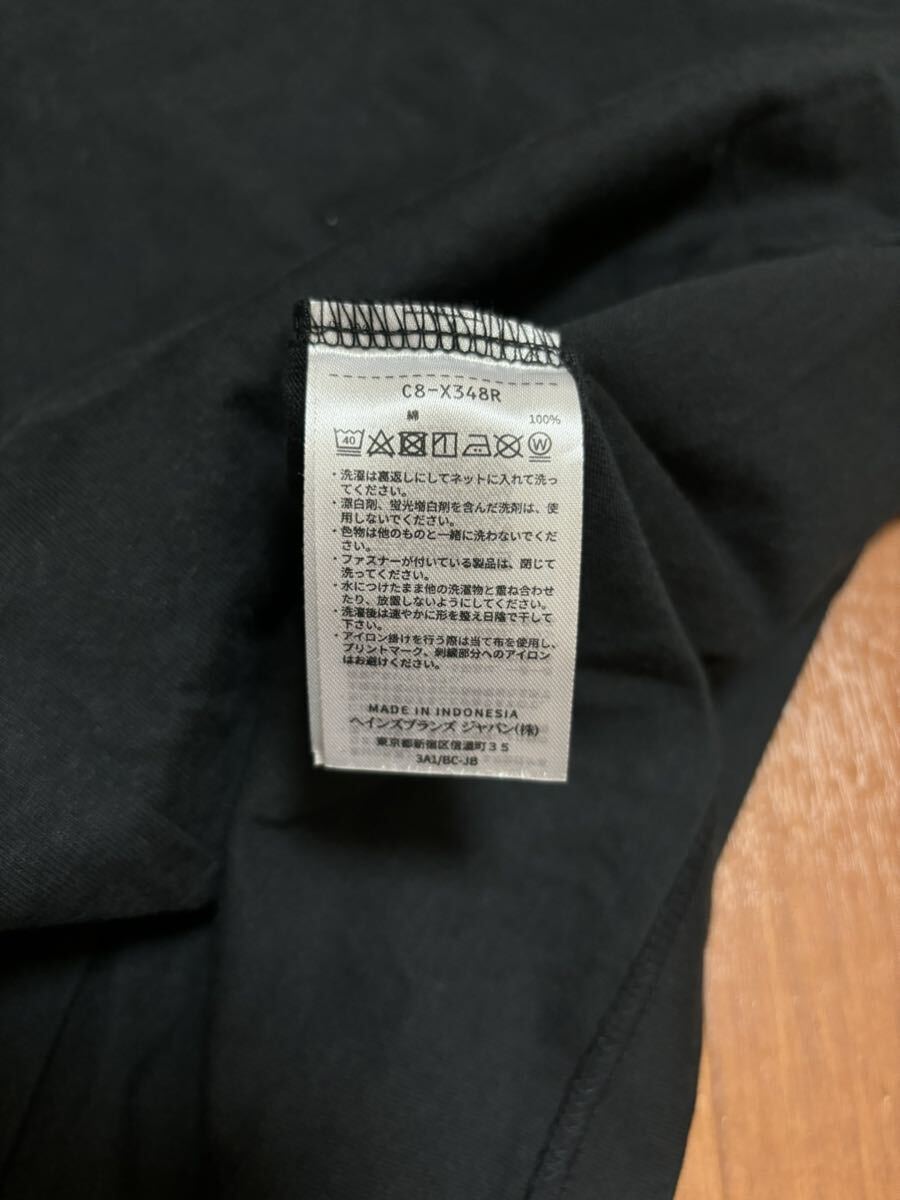 C8-X348R
綿 100%
40
W
・洗濯は裏返しにしてネットに入れて洗っ
てください。
・漂白剤、蛍光増白剤を含んだ洗剤は、使
用しないでください。
・色物は他のものと一緒に洗わないでくだ
さい。
・ファスナーが付いている製品は、閉じて
洗ってください。
・水につけたまま他の洗濯物と重ね合わせ
たり、放置しないようにしてください。
・洗濯後は速やかに形を整え日陰で干して
下さい。
・アイロン掛けを行う際は当て布を使用し、
プリントマーク、刺繍部分へのアイロン
はお避けください。
MADE IN INDONESIA
ヘインズブランズ ジャパン(株)
東京都新宿区信濃町35
3A1/BC-JB